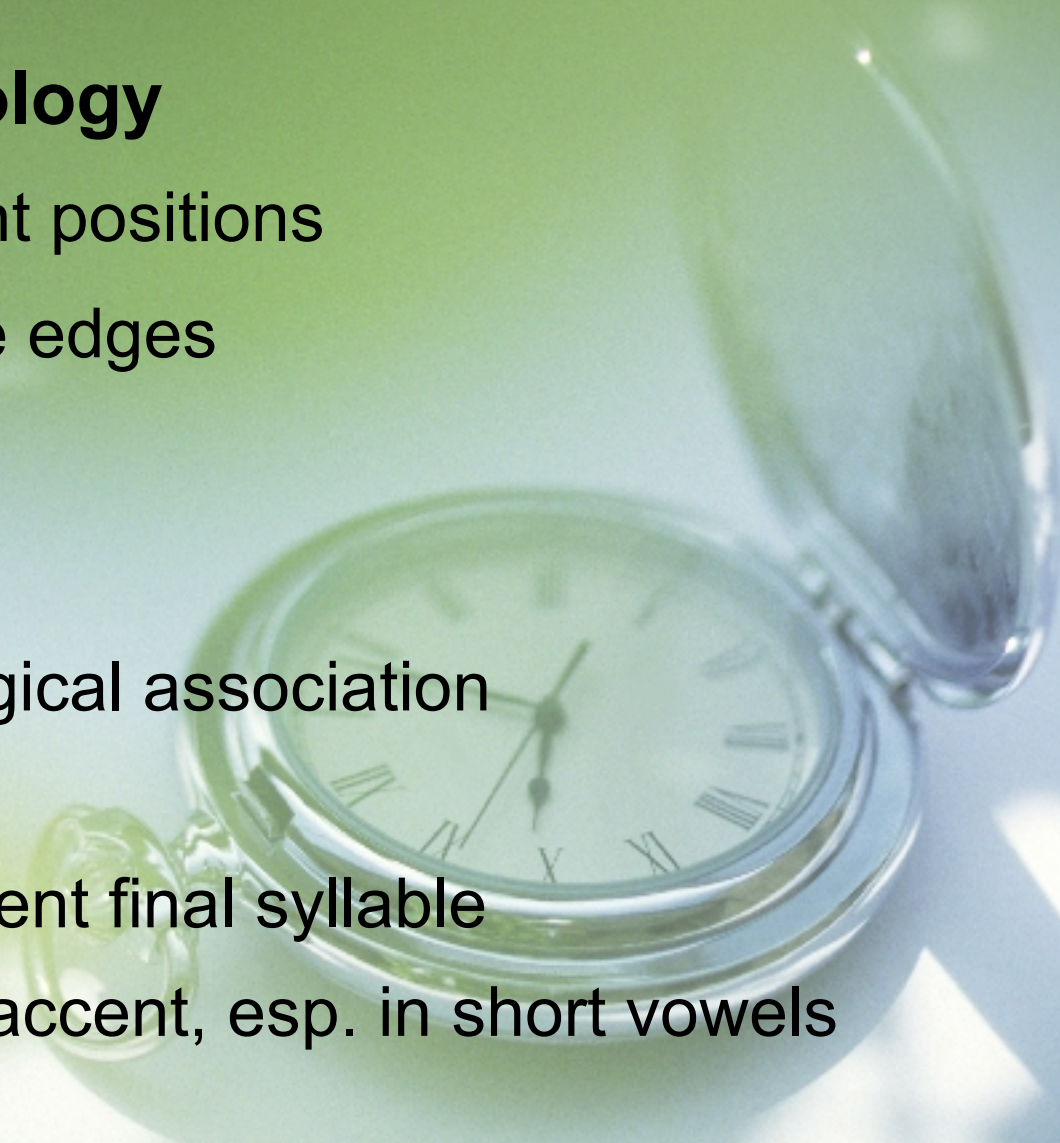 ology
nt positions
e edges
gical association
ent final syllable
accent, esp. in short vowels